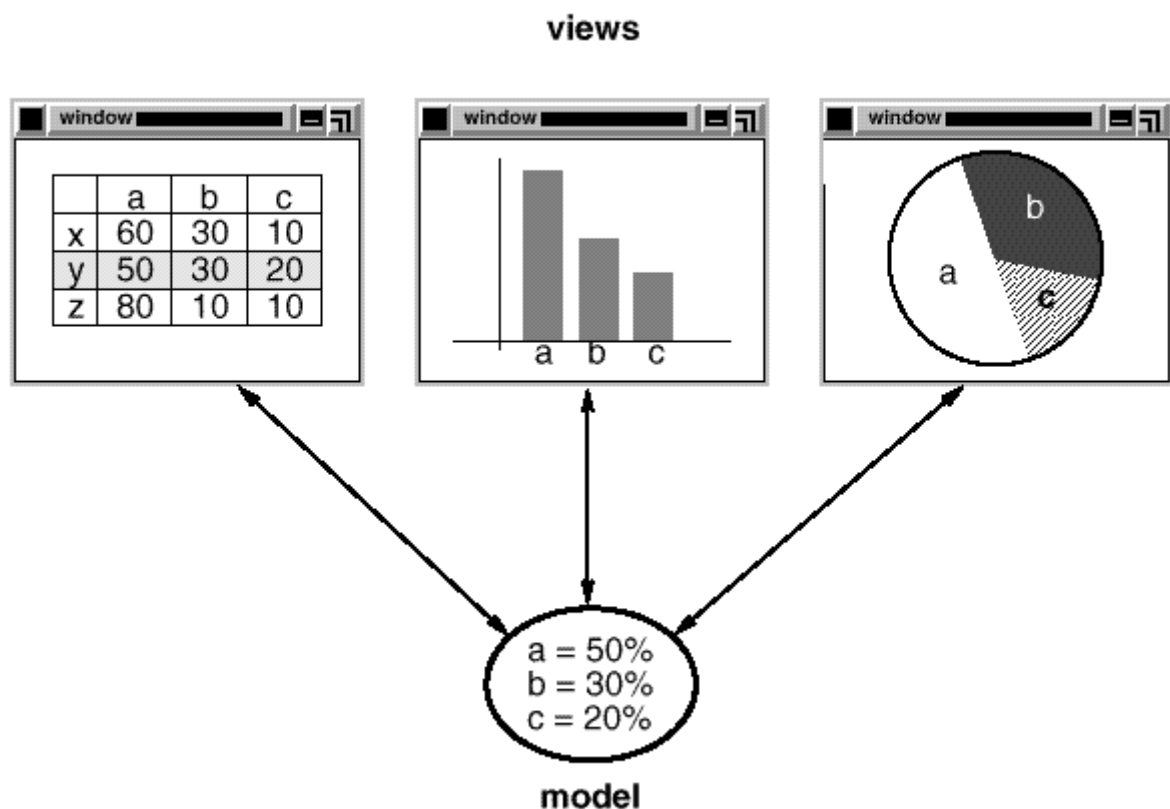 views
window
a b c
x 60 30 10
y 50 30 20
z 80 10 10
window
a b c
window
b
a
c
a = 50%
b = 30%
c = 20%
model